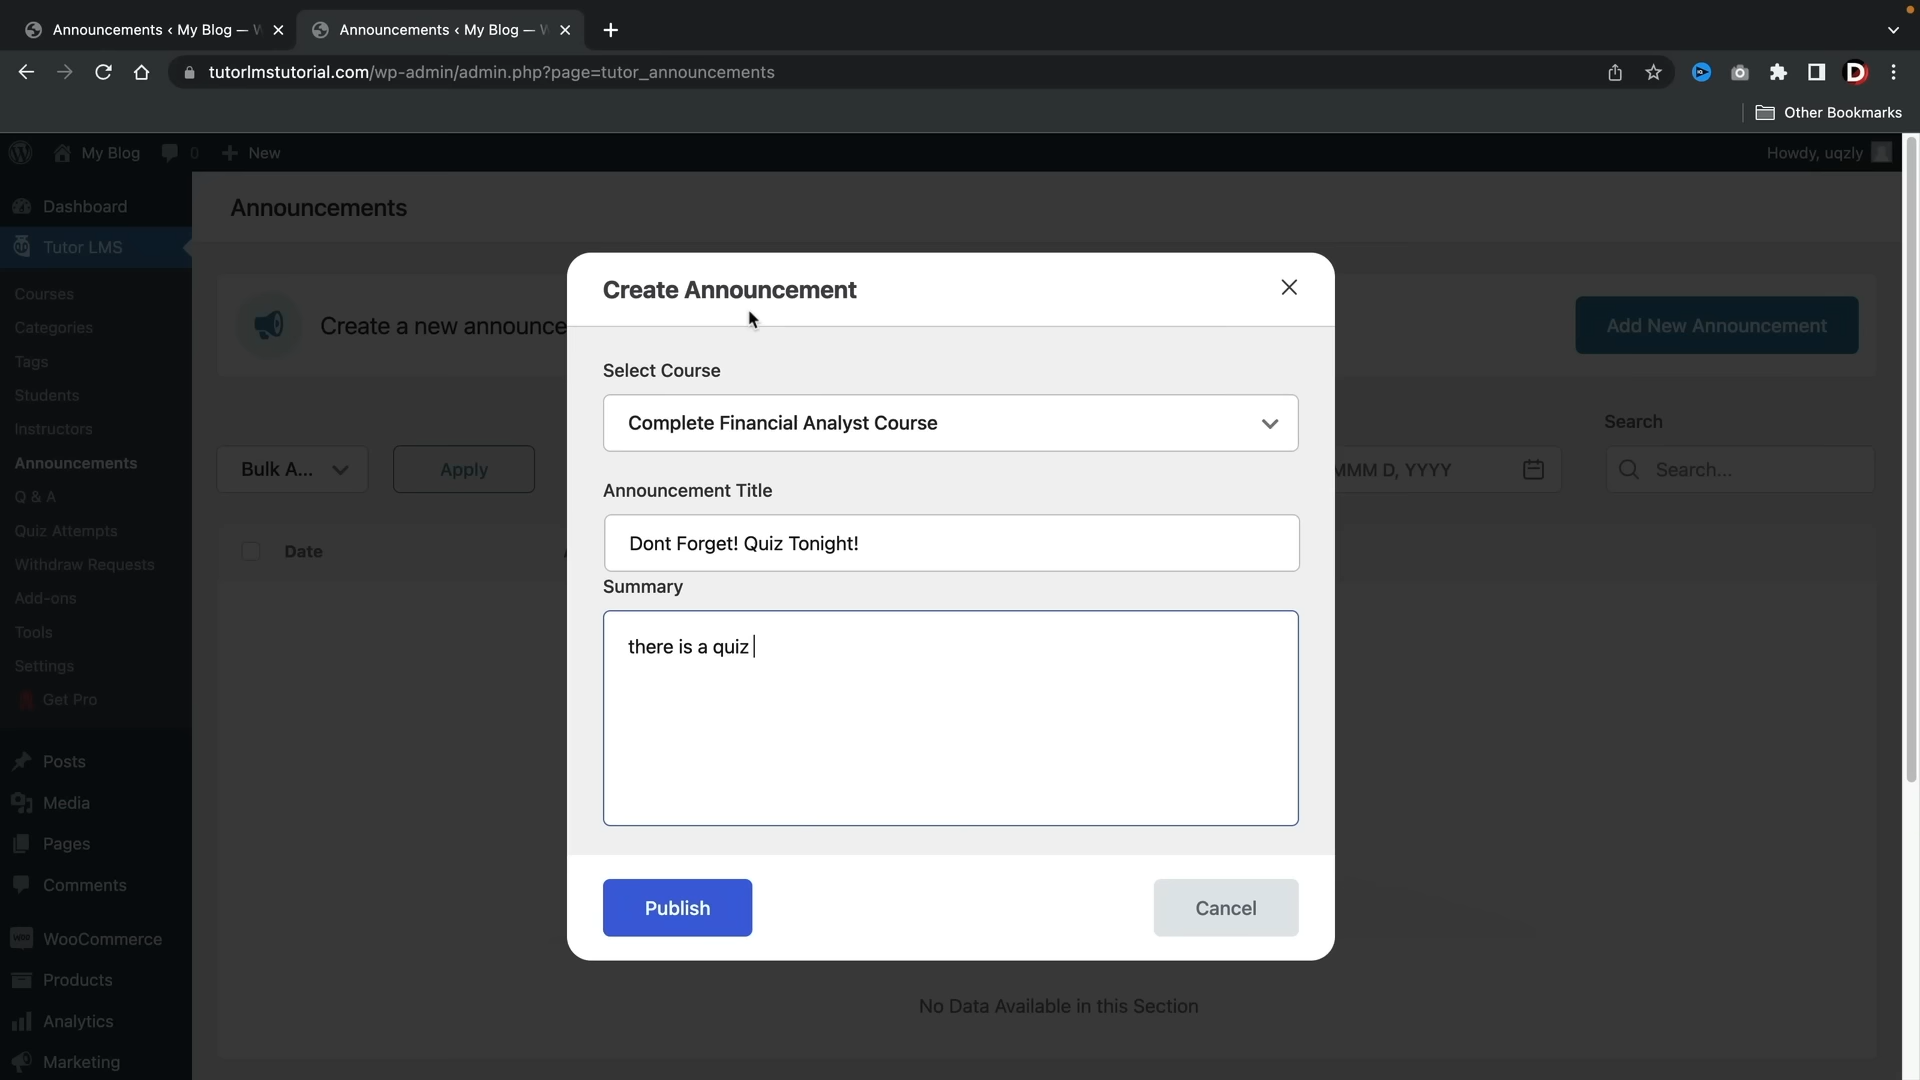 Announcements ‹ My Blog —
Announcements ‹ My Blog —
tutorlmstutorial.com/wp-admin/admin.php?page=tutor_announcements
Other Bookmarks
My Blog
0
New
Howdy, uqzly
Dashboard
Tutor LMS
Courses
Categories
Tags
Students
Instructors
Announcements
Q & A
Quiz Attempts
Withdraw Requests
Add-ons
Tools
Settings
Get Pro
Posts
Media
Pages
Comments
WooCommerce
Products
Analytics
Marketing
Announcements
Create a new
Add New Announcement
Search
Bulk A...
Apply
MMM D, YYYY
Search...
Date
No Data Available in this Section
Create Announcement
Select Course
Complete Financial Analyst Course
Announcement Title
Dont Forget! Quiz Tonight!
Summary
there is a quiz
Publish
Cancel